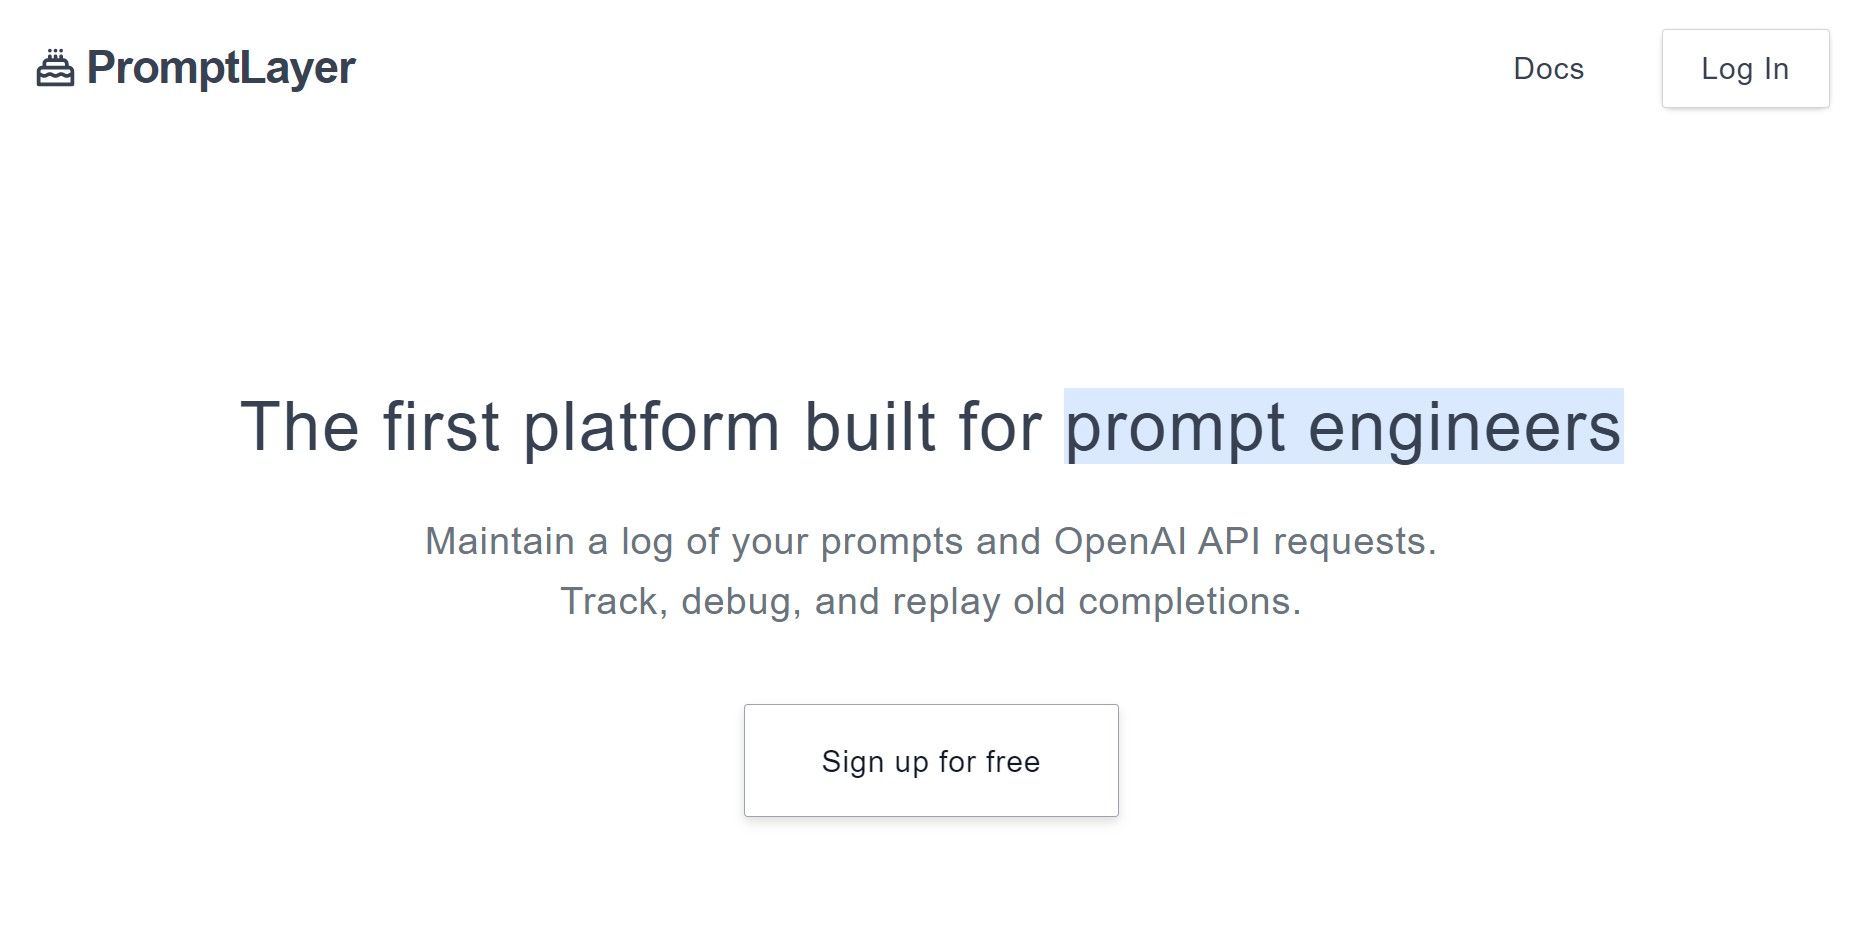 PromptLayer
Docs
Log In
The first platform built for prompt engineers
Maintain a log of your prompts and OpenAI API requests.
Track, debug, and replay old completions.
Sign up for free